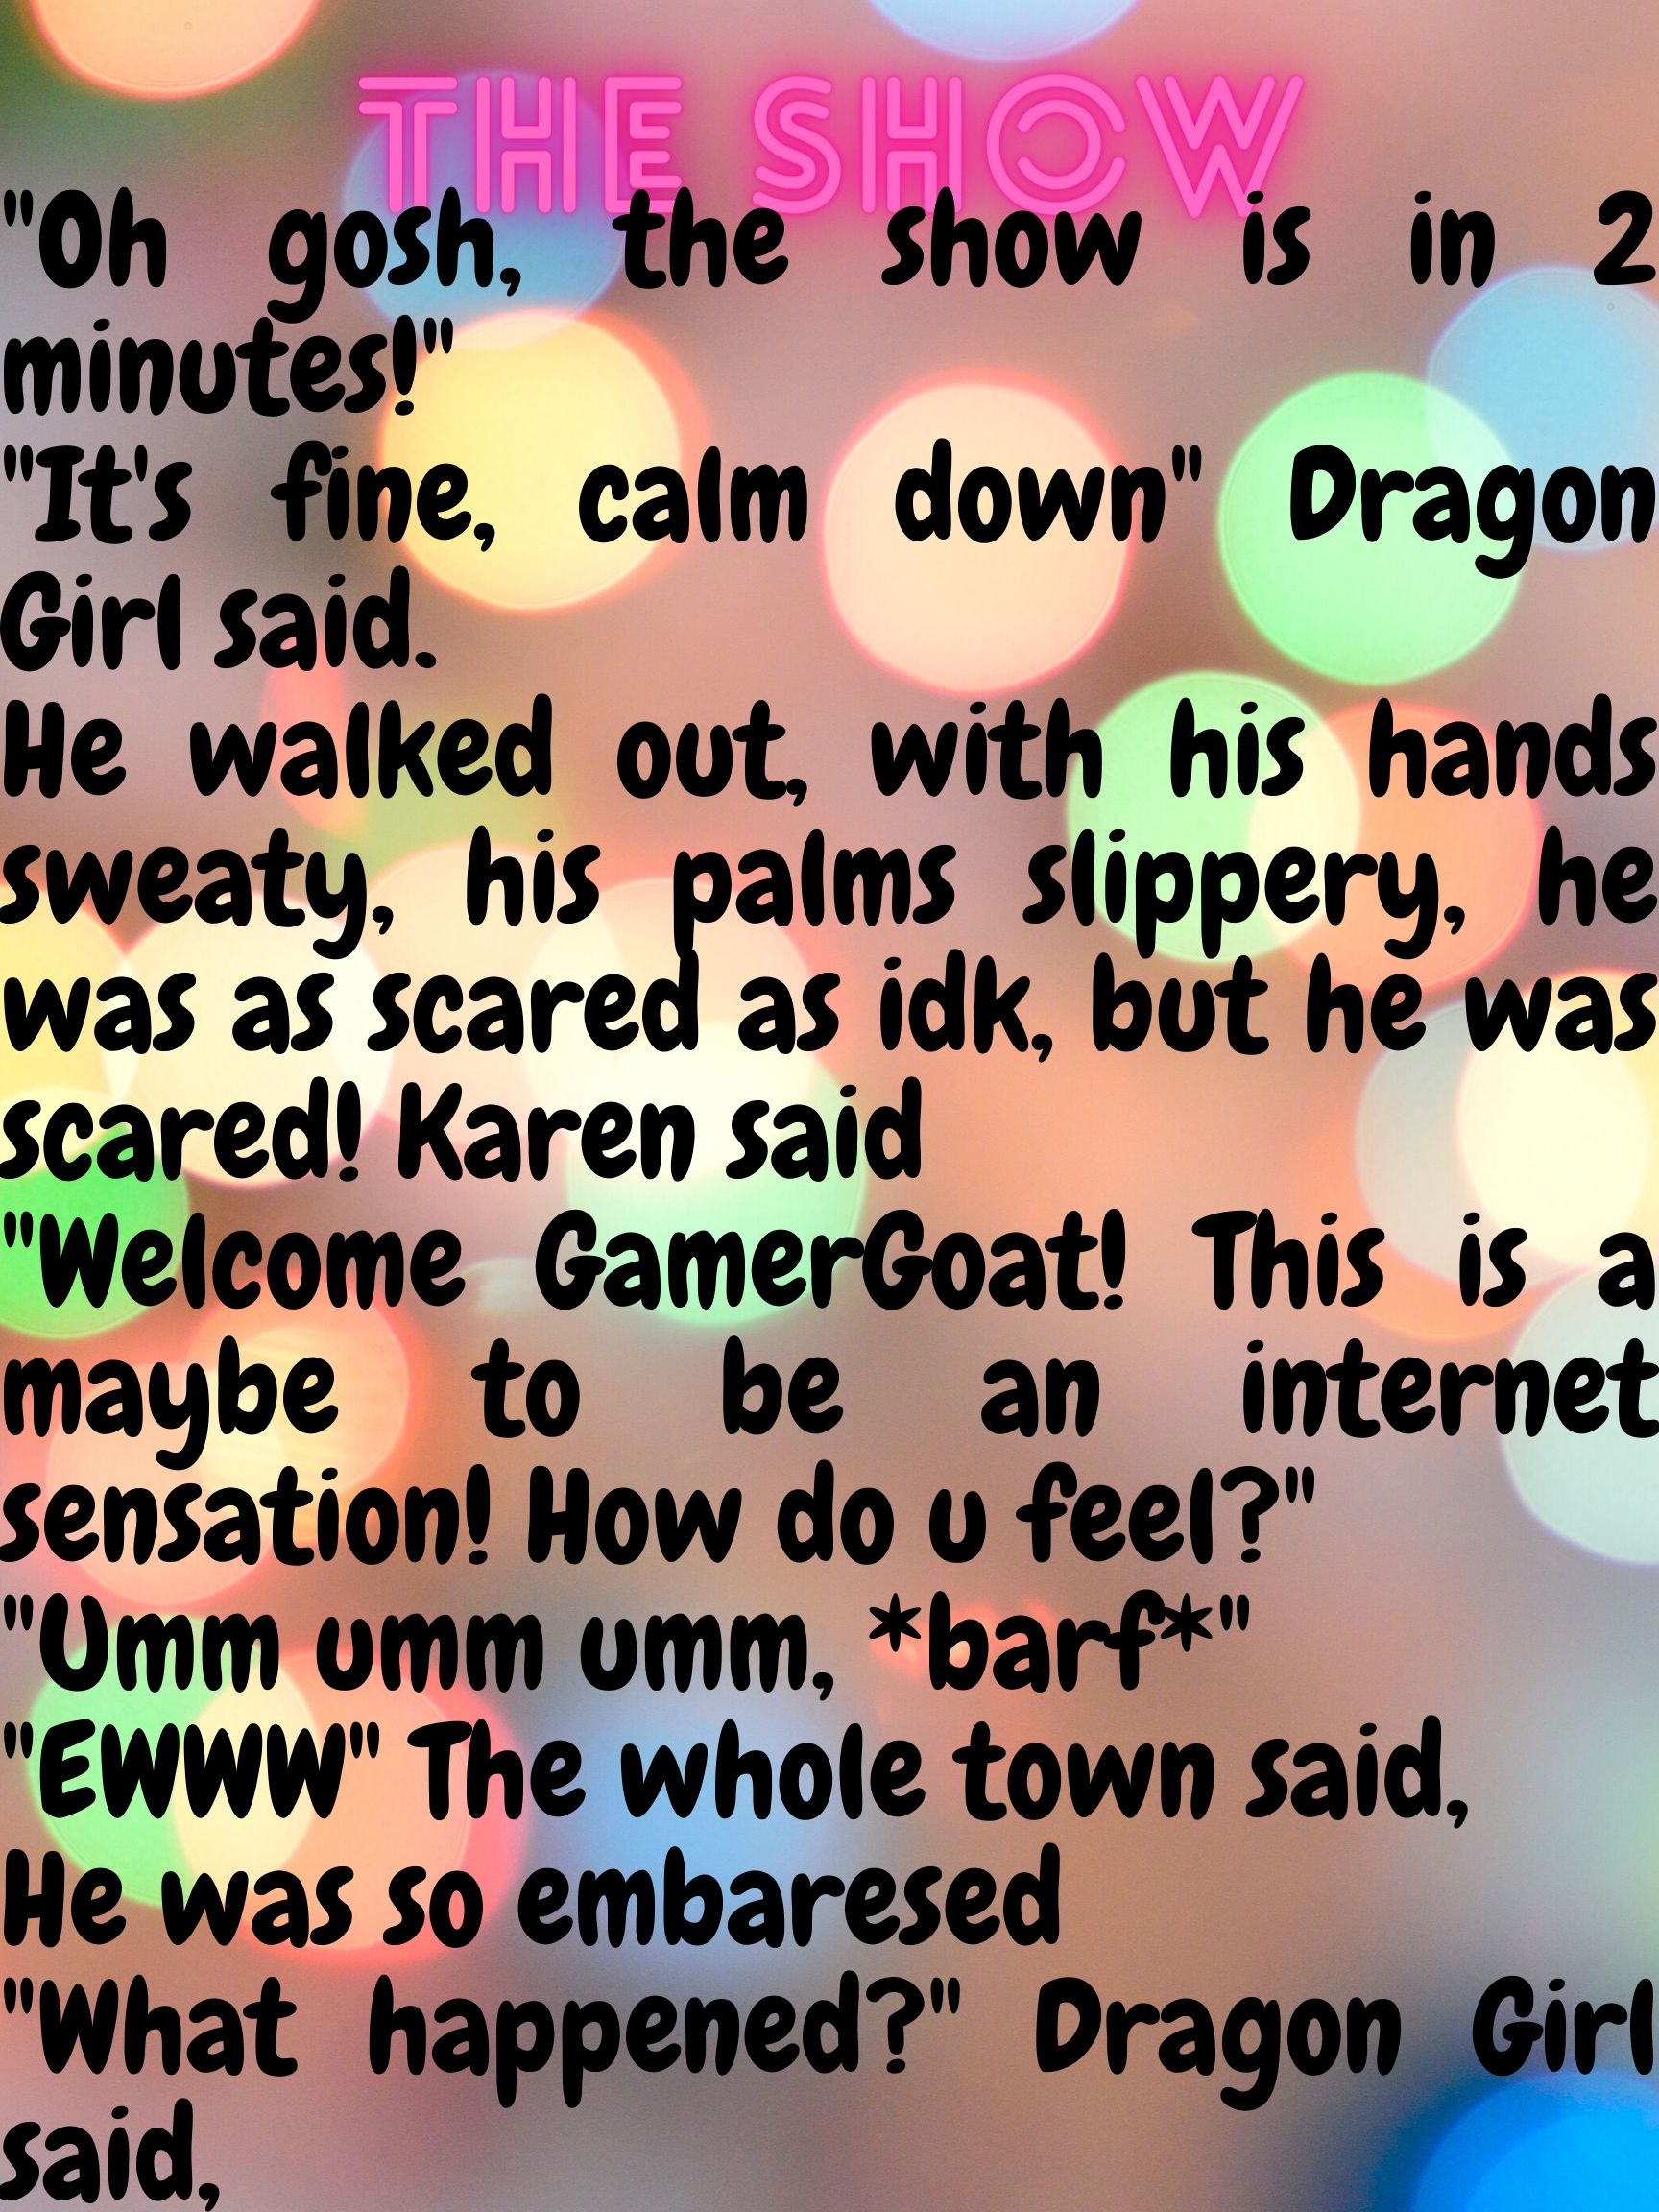 THE SHOW
"Oh gosh, the show is in 2
minutes!"
"It's fine, calm down" Dragon
Girl said.
He walked out, with his hands
sweaty, his palms slippery, he
was as scared as idk, but he was
scared! Karen said
"Welcome GamerGoat! This is a
maybe to be an internet
sensation! How do u feel?"
"Umm umm umm, *barf*"
"EWWW" The whole town said,
He was so embaresed
"What happened?" Dragon Girl
said,